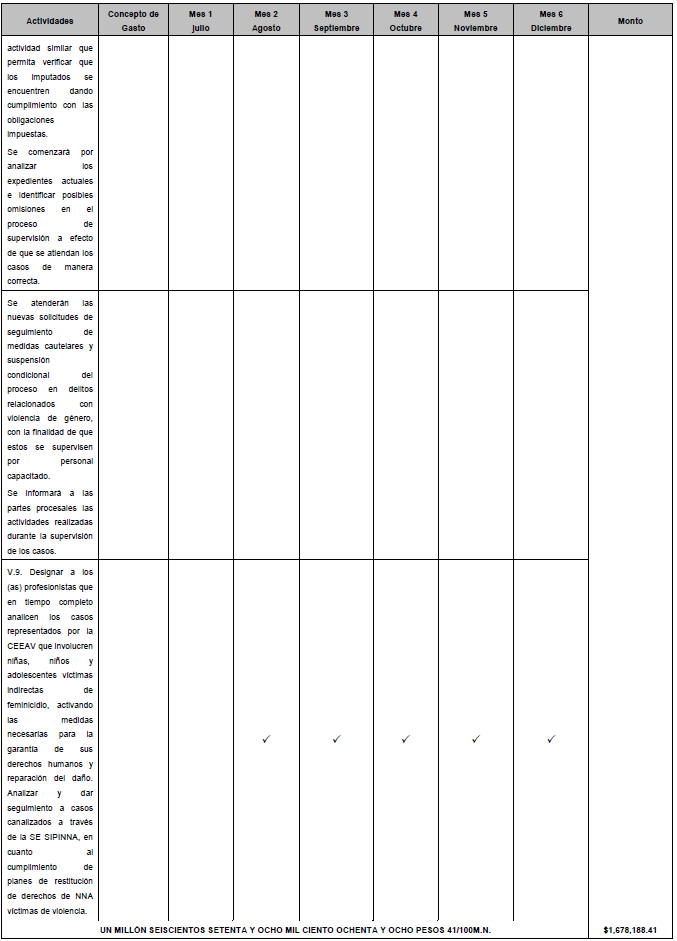 Actividades
Concepto de
Gasto
Mes 1
julio
Mes 2
Agosto
Mes 3
Septiembre
Mes 4
Octubre
Mes 5
Noviembre
Mes 6
Diciembre
Monto
actividad similar que
permita verificar que
los imputados se
encuentren dando
cumplimiento con las
obligaciones
impuestas.
Se comenzará por
analizar los
expedientes actuales
e identificar posibles
omisiones en el
proceso de
supervisión a efecto
de que se atiendan los
casos de manera
correcta.
Se atenderán las
nuevas solicitudes de
seguimiento de
medidas cautelares y
suspensión
condicional del
proceso en delitos
relacionados con
violencia de género,
con la finalidad de que
estos se supervisen
por personal
capacitado.
Se informará a las
partes procesales las
actividades realizadas
durante la supervisión
de los casos.
V.9. Designar a los
(as) profesionistas que
en tiempo completo
analicen los casos
representados por la
CEEAV que involucren
niñas, niños y
adolescentes víctimas
indirectas de
feminicidio, activando
las medidas
necesarias para la
garantía de sus
derechos humanos y
reparación del daño.
Analizar y dar
seguimiento a casos
canalizados a través
de la SE SIPINNA, en
cuanto al
cumplimiento de
planes de restitución
de derechos de NNA
víctimas de violencia.
✓ ✓ ✓ ✓ ✓
UN MILLÓN SEISCIENTOS SETENTA Y OCHO MIL CIENTO OCHENTA Y OCHO PESOS 41/100M.N.
$1,678,188.41